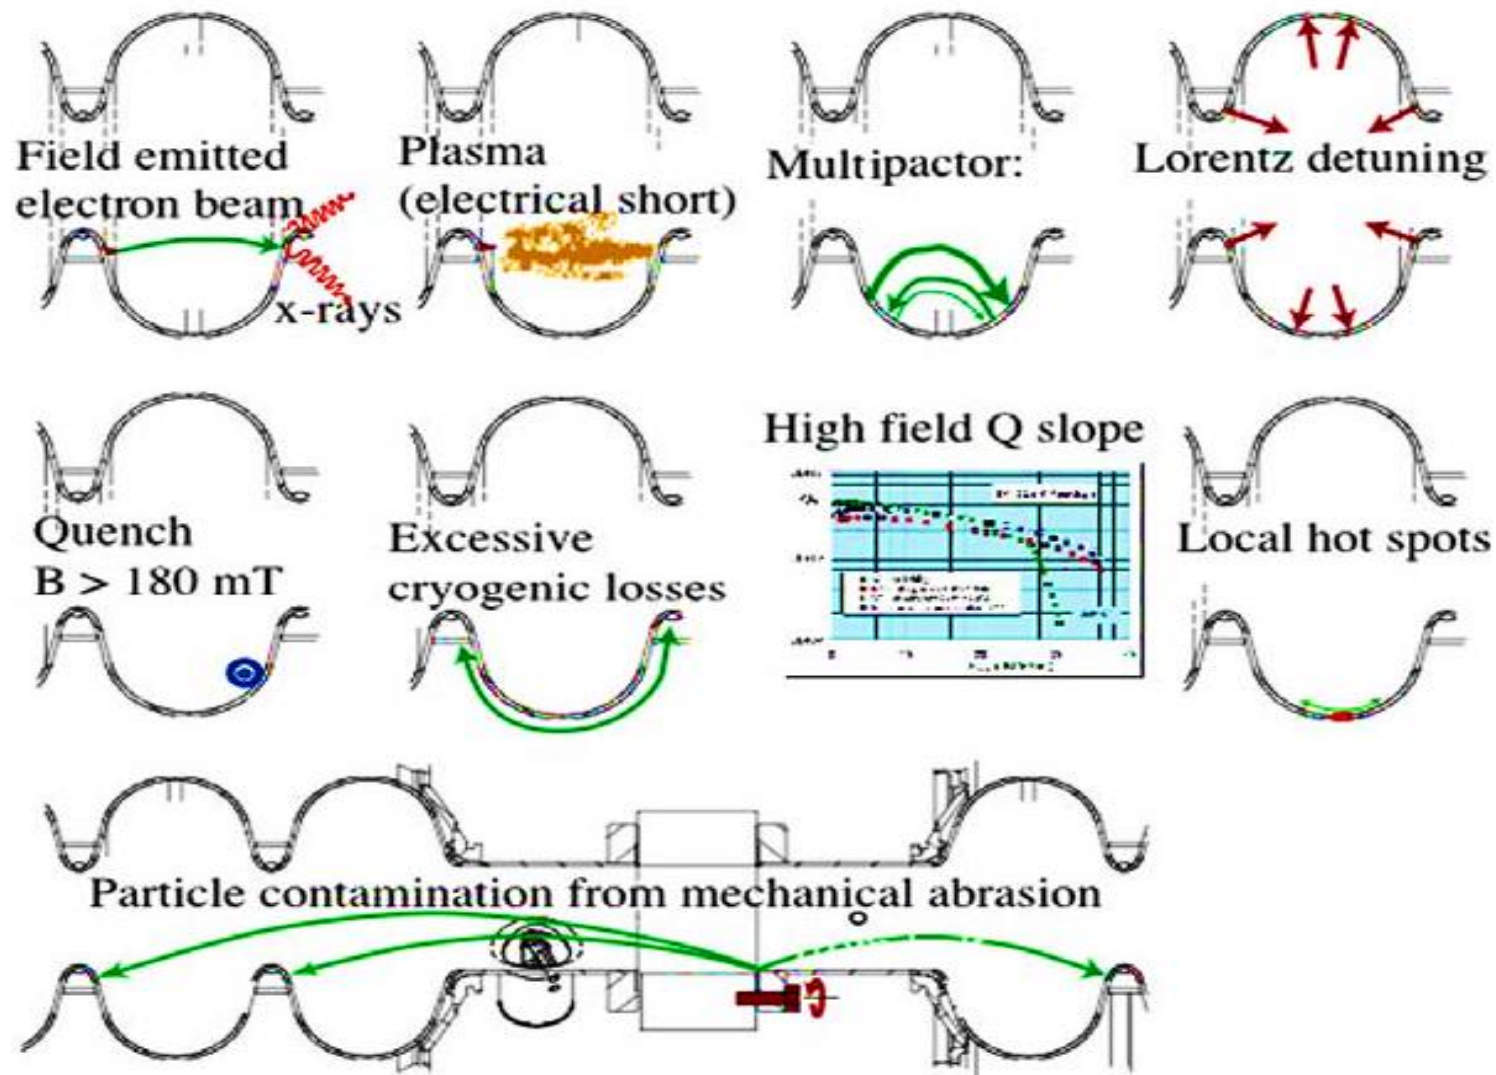 Field emitted
electron beam
x-rays
Plasma
(electrical short)
Multipactor:
Lorentz detuning
Quench
B > 180 mT
Excessive
cryogenic losses
High field Q slope
Local hot spots
Particle contamination from mechanical abrasion